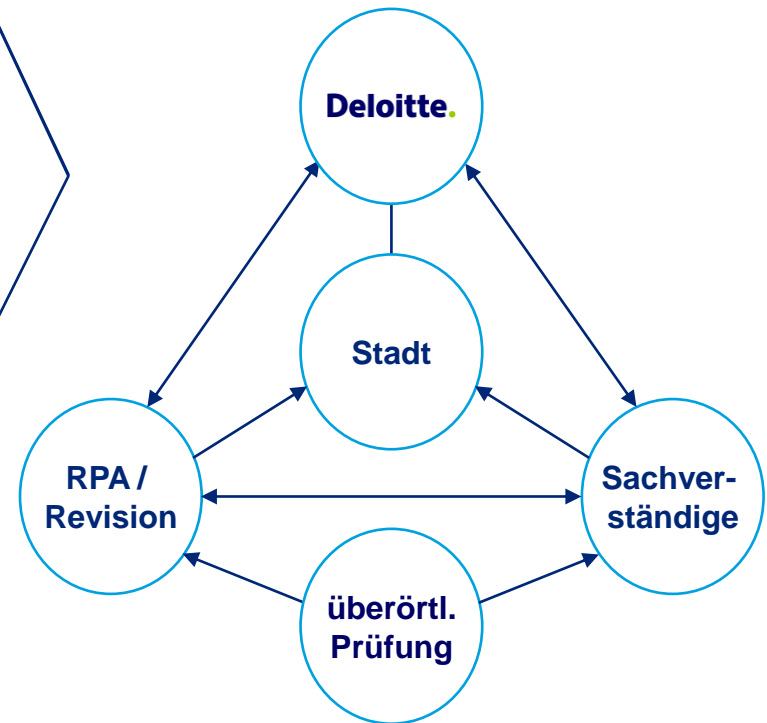 Deloitte.
Stadt
RPA /
Revision
Sachver-
ständige
überörtl.
Prüfung